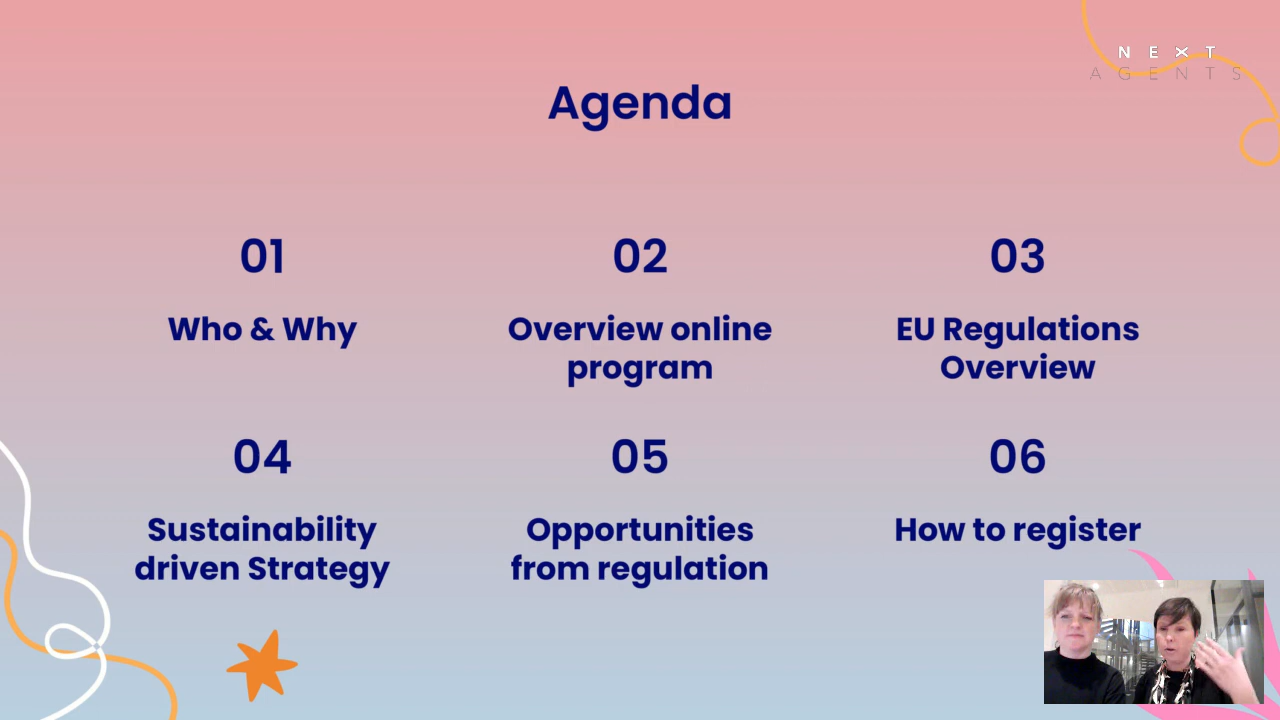 NEXT
AGENTS
Agenda
01
Who & Why
02
Overview online
program
03
EU Regulations
Overview
04
Sustainability
driven Strategy
05
Opportunities
from regulation
06
How to register